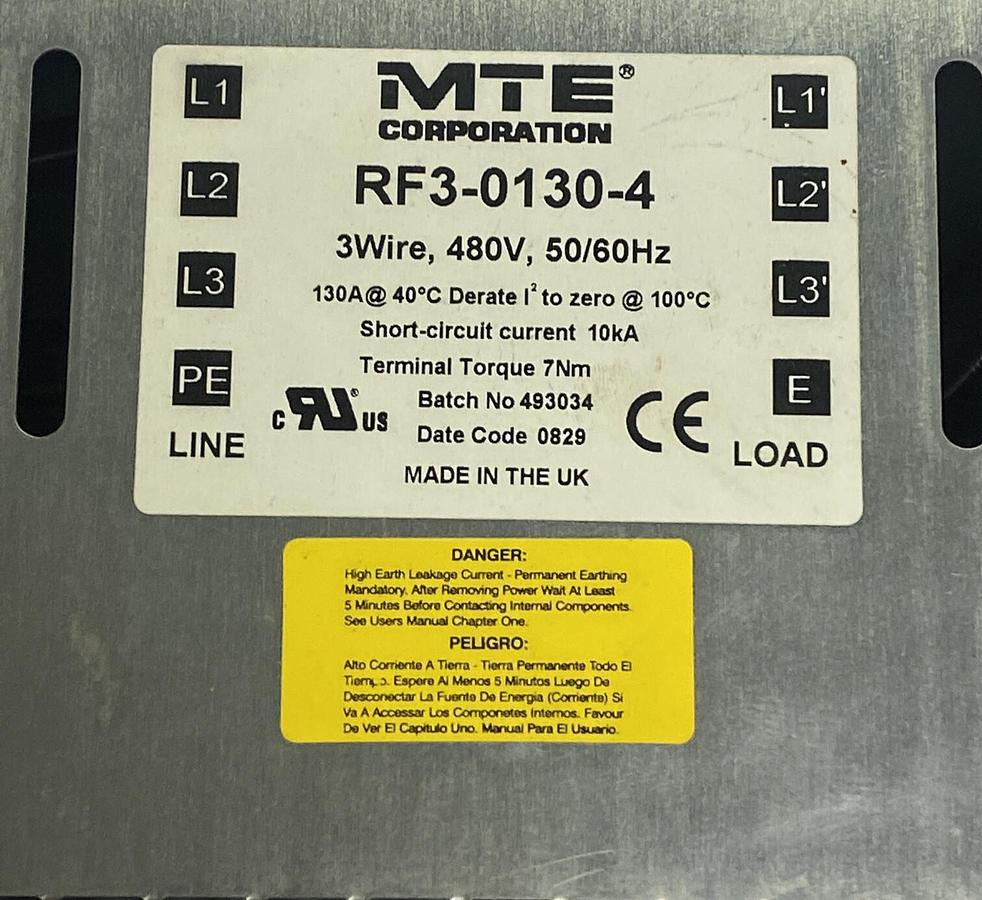 MTE®
CORPORATION
RF3-0130-4
3Wire, 480V, 50/60Hz
130A@ 40°C Derate I² to zero @ 100°C
Short-circuit current 10kA
Terminal Torque 7Nm
Batch No 493034
Date Code 0829
MADE IN THE UK
L1
L2
L3
PE
LINE
L1'
L2'
L3'
E
LOAD
C RU® US
CE
DANGER:
High Earth Leakage Current - Permanent Earthing
Mandatory. After Removing Power Wait At Least
5 Minutes Before Contacting Internal Components.
See Users Manual Chapter One.
PELIGRO:
Alto Corriente A Tierra - Tierra Permanente Todo El
Espere Al Menos 5 Minutos Luego De
Desconectar La Fuente De Energia (Corriente) Si
Va A Accessar Los Componetes Internos. Favour
De Ver El Capitulo Uno. Manual Para El Usuario.